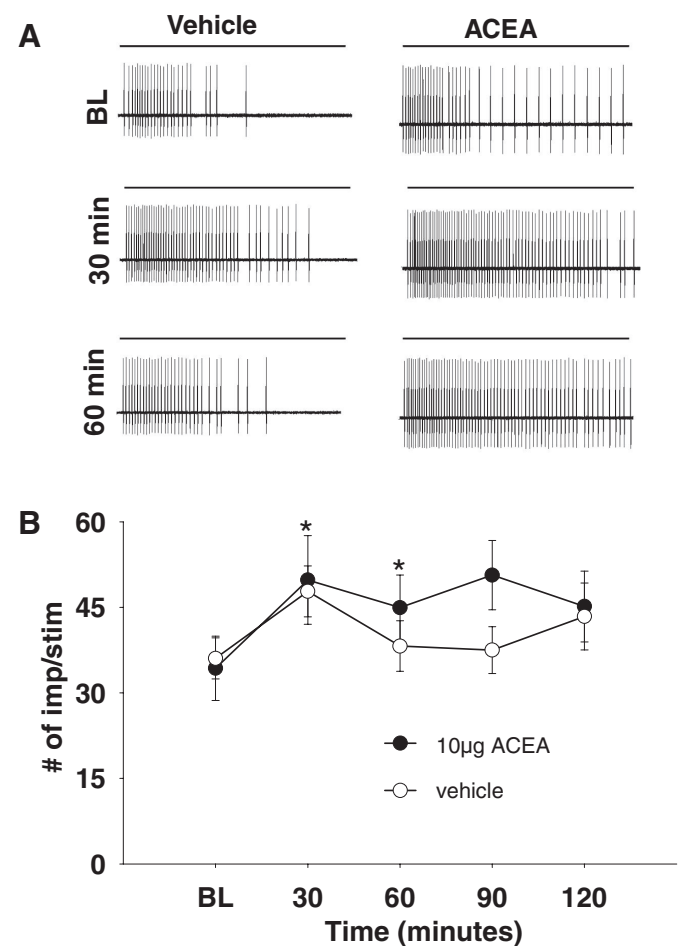 A
Vehicle
ACEA
BL
30 min
60 min
B
60
45
30
15
0
# of imp/stim
*
*
10µg ACEA
vehicle
BL 30 60 90 120
Time (minutes)